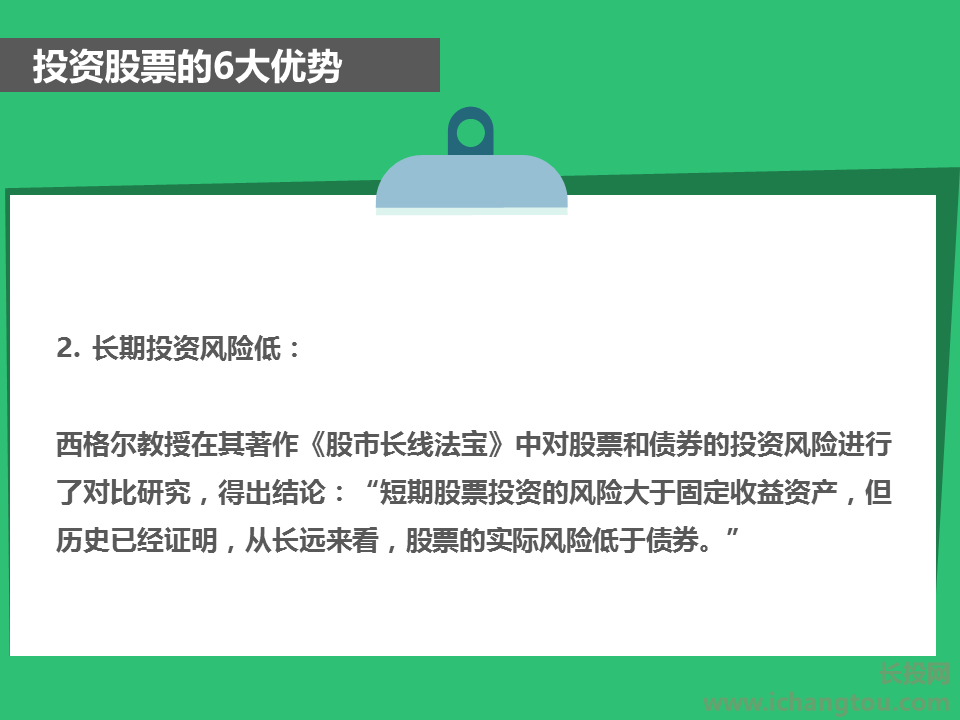 投资股票的6大优势
2. 长期投资风险低：
西格尔教授在其著作《股市长线法宝》中对股票和债券的投资风险进行
了对比研究，得出结论：“短期股票投资的风险大于固定收益资产，但
历史已经证明，从长远来看，股票的实际风险低于债券。”
长投网
www.ichangtou.com